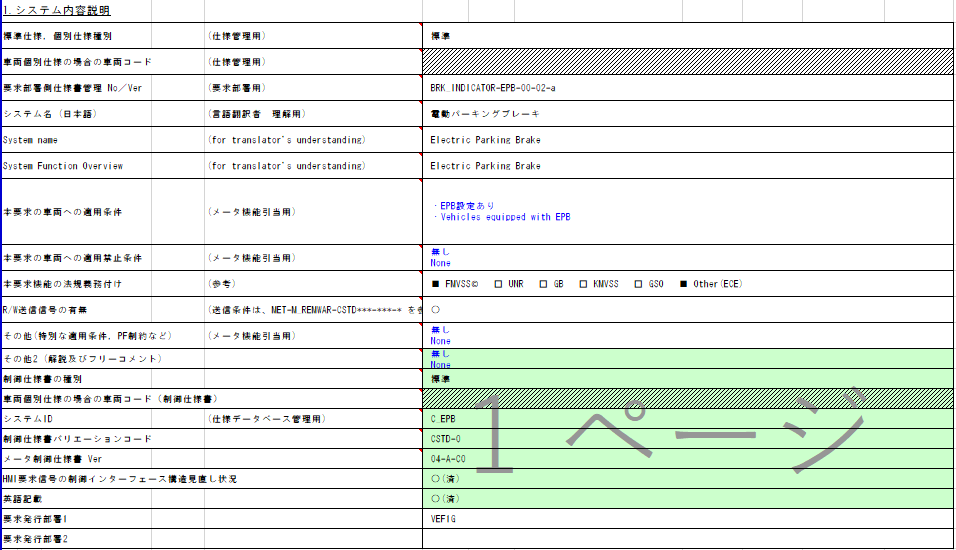 1. システム内容説明
標準仕様、個別仕様種別 (仕様管理用) 標準
車両個別仕様の場合の車両コード (仕様管理用)
要求部署側仕様書管理 No／Ver (要求部署用) BRK_INDICATOR-EPB-00-02-a
システム名 (日本語) (言語翻訳者 理解用) 電動パーキングブレーキ
System name (for translator's understanding) Electric Parking Brake
System Function Overview (for translator's understanding) Electric Parking Brake
本要求の車両への適用条件 (メータ機能引当用) ・EPB設定あり
・Vehicles equipped with EPB
本要求の車両への適用禁止条件 (メータ機能引当用) 無し
None
本要求機能の法規義務付け (参考) ■ FMVSS© □ UNR □ GB □ KMVSS □ GSO ■ Other(ECE)
R/W送信信号の有無 (送信条件は、MET-M_REMWAR-CSTD***-***-* を ○
その他(特別な適用条件、PF制約など) (メータ機能引当用) 無し
None
その他2 (解説及びフリーコメント) 無し
None
制御仕様書の種別 標準
車両個別仕様の場合の車両コード (制御仕様書)
システムID (仕様データベース管理用) C_EPB
制御仕様書バリエーションコード CSTD-0
メータ制御仕様書 Ver 04-A-C0
HMI要求信号の制御インターフェース構造見直し状況 ○(済)
英語記載 ○(済)
要求発行部署1 VEFIG
要求発行部署2
1 ページ